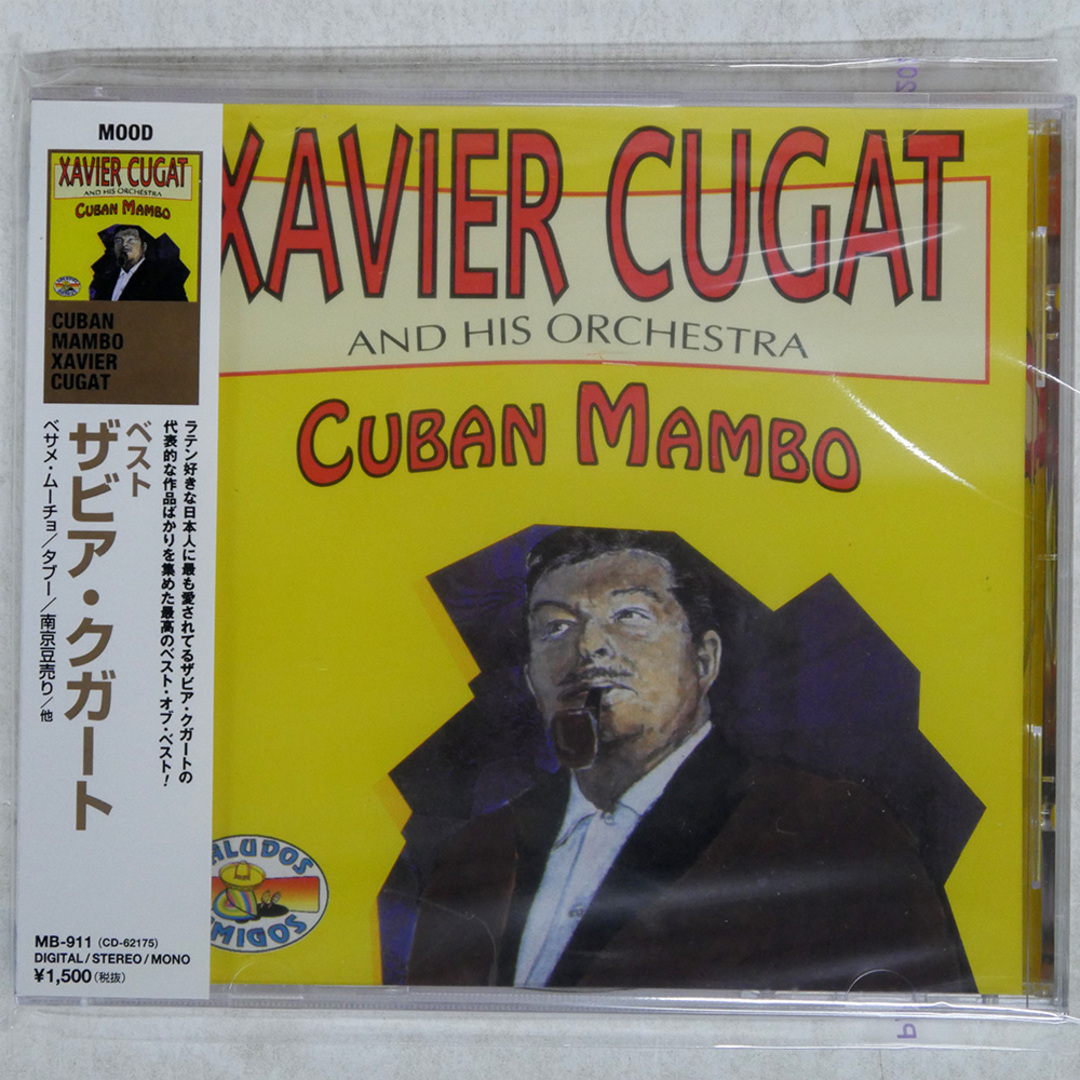 MOOD
XAVIER CUGAT
AND HIS ORCHESTRA
CUBAN MAMBO
CUBAN
MAMBO
XAVIER
CUGAT
ラテン好きな日本人に最も愛されてるザビア・クガートの
代表的な作品ばかりを集めた最高のベスト・オブ・ベスト!
ベスト
ザビア・クガート
ベサメ・ムーチョ/タブー/南京豆売り/他
MB-911 (CD-62175)
DIGITAL/STEREO/MONO
¥1,500(税抜)
XAVIER CUGAT
AND HIS ORCHESTRA
CUBAN MAMBO
ALUDOS
MIGOS